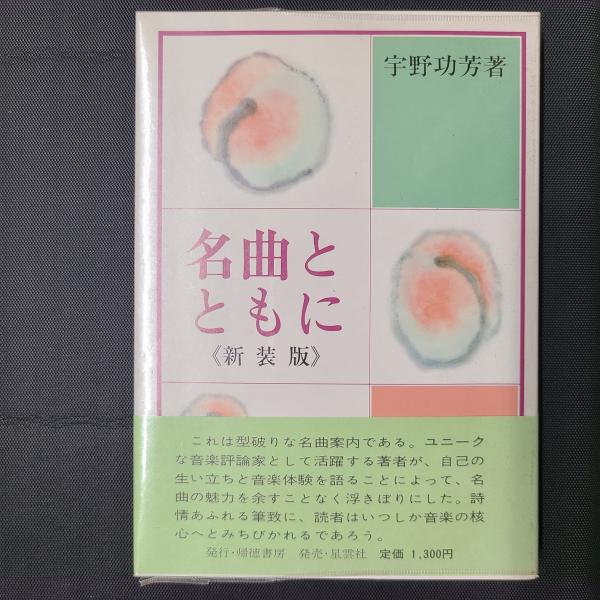 宇野功芳著
名曲と
ともに
《新装版》
これは型破りな名曲案内である。ユニーク
な音楽評論家として活躍する著者が、自己の
生い立ちと音楽体験を語ることによって、名
曲の魅力を余すことなく浮きぼりにした。詩
情あふれる筆致に、読者はいつしか音楽の核
心へとみちびかれるであろう。
発行・帰徳書房 発売・星雲社 定価 1,300円